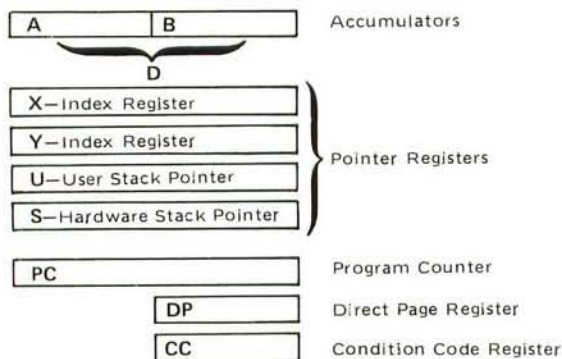 A B Accumulators
D
X—Index Register
Y—Index Register
U—User Stack Pointer
S—Hardware Stack Pointer
Pointer Registers
PC Program Counter
DP Direct Page Register
CC Condition Code Register